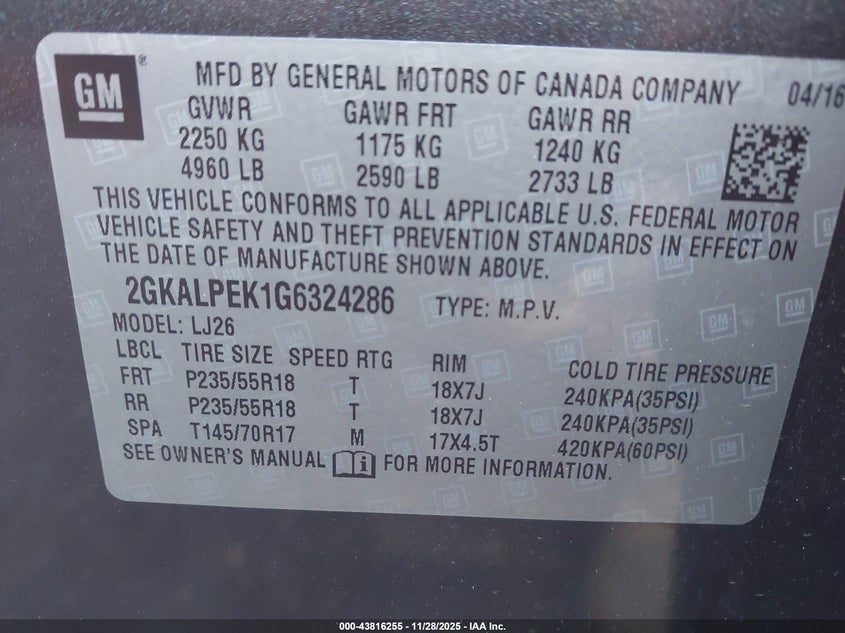 GM
MFD BY GENERAL MOTORS OF CANADA COMPANY 04/16
GVWR GAWR FRT GAWR RR
2250 KG 1175 KG 1240 KG
4960 LB 2590 LB 2733 LB
THIS VEHICLE CONFORMS TO ALL APPLICABLE U.S. FEDERAL MOTOR
VEHICLE SAFETY AND THEFT PREVENTION STANDARDS IN EFFECT ON
THE DATE OF MANUFACTURE SHOWN ABOVE.
2GKALPEK1G6324286 TYPE: M.P.V.
MODEL: LJ26
LBCL TIRE SIZE SPEED RTG RIM COLD TIRE PRESSURE
FRT P235/55R18 T 18X7J 240KPA(35PSI)
RR P235/55R18 T 18X7J 240KPA(35PSI)
SPA T145/70R17 M 17X4.5T 420KPA(60PSI)
SEE OWNER'S MANUAL i FOR MORE INFORMATION.
000-43816255 - 11/28/2025 - IAA Inc.